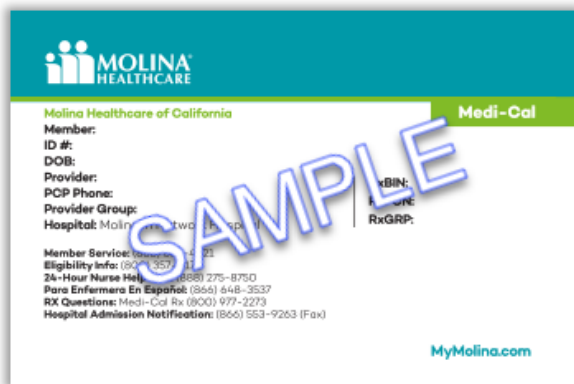 MOLINA
HEALTHCARE
Molina Healthcare of California
Medi-Cal
Member:
ID #:
DOB:
Provider:
PCP Phone:
Provider Group:
Hospital: Molina
RxBIN:
RxPCN:
RxGRP:
SAMPLE
Member Service:
Eligibility Info:
24-Hour Nurse (888) 275-8750
Para Enfermera En Español: (866) 648-3537
RX Questions: Medi-Cal Rx (800) 977-2273
Hospital Admission Notification: (866) 553-9263 (Fax)
MyMolina.com